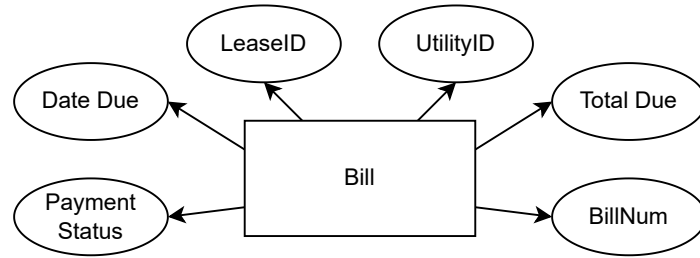 LeaseID
UtilityID
Date Due
Total Due
Bill
Payment
Status
BillNum